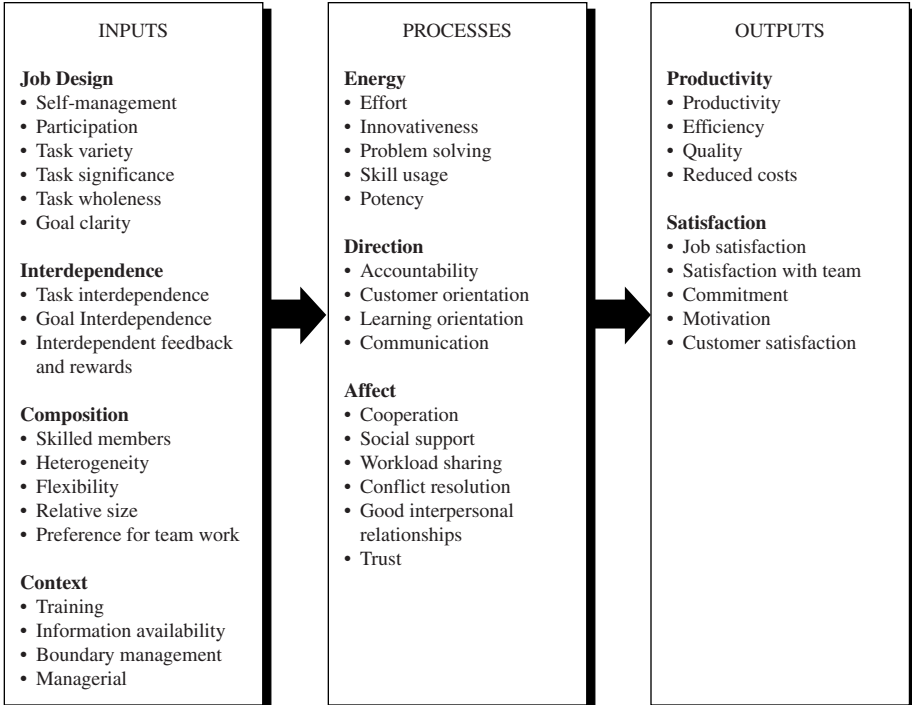 INPUTS
Job Design
• Self-management
• Participation
• Task variety
• Task significance
• Task wholeness
• Goal clarity
Interdependence
• Task interdependence
• Goal Interdependence
• Interdependent feedback
and rewards
Composition
• Skilled members
• Heterogeneity
• Flexibility
• Relative size
• Preference for team work
Context
• Training
• Information availability
• Boundary management
• Managerial
PROCESSES
Energy
• Effort
• Innovativeness
• Problem solving
• Skill usage
• Potency
Direction
• Accountability
• Customer orientation
• Learning orientation
• Communication
Affect
• Cooperation
• Social support
• Workload sharing
• Conflict resolution
• Good interpersonal
relationships
• Trust
OUTPUTS
Productivity
• Productivity
• Efficiency
• Quality
• Reduced costs
Satisfaction
• Job satisfaction
• Satisfaction with team
• Commitment
• Motivation
• Customer satisfaction